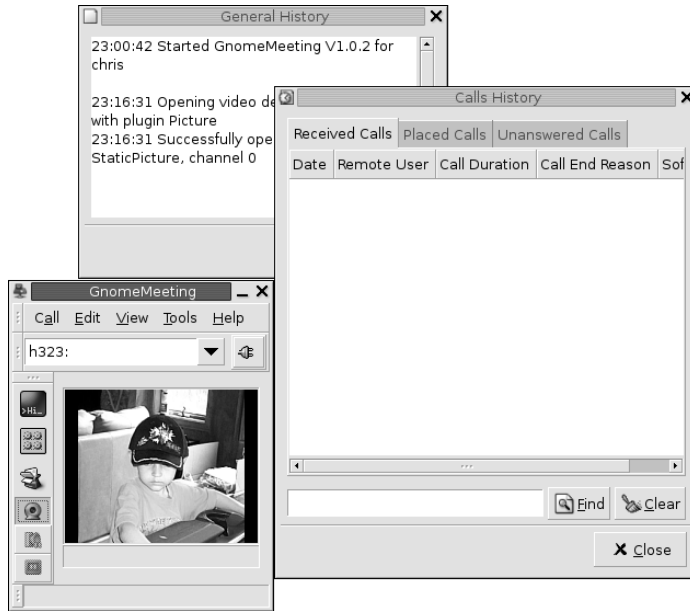 General History
23:00:42 Started GnomeMeeting V1.0.2 for
chris
23:16:31 Opening video de
with plugin Picture
23:16:31 Successfully ope
StaticPicture, channel 0
Calls History
Received Calls Placed Calls Unanswered Calls
Date Remote User Call Duration Call End Reason Sof
Find Clear
Close
GnomeMeeting
Call Edit View Tools Help
h323:
>Hi_